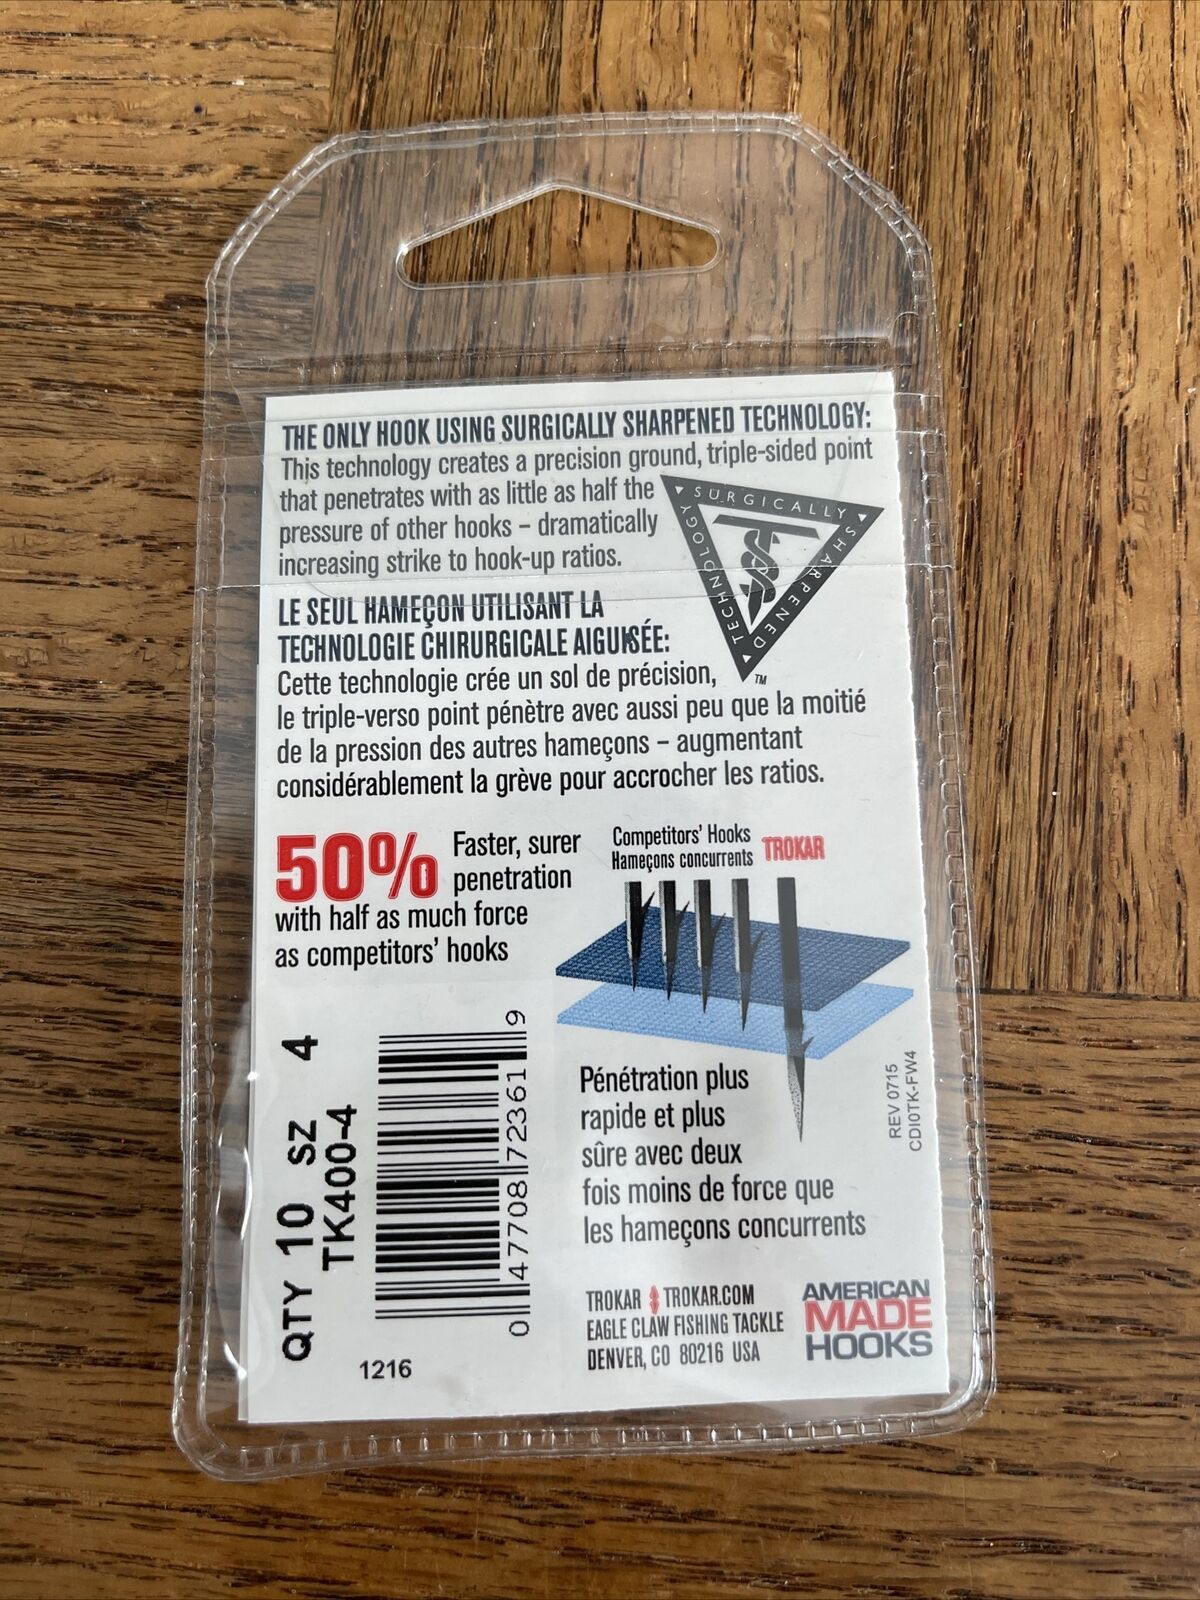 THE ONLY HOOK USING SURGICALLY SHARPENED TECHNOLOGY:
This technology creates a precision ground, triple-sided point
that penetrates with as little as half the
pressure of other hooks – dramatically
increasing strike to hook-up ratios.
SURGICALLY
SHARPENED
TECHNOLOGY
TM
LE SEUL HAMEÇON UTILISANT LA
TECHNOLOGIE CHIRURGICALE AIGUISÉE:
Cette technologie crée un sol de précision,
le triple-verso point pénètre avec aussi peu que la moitié
de la pression des autres hameçons – augmentant
considérablement la grève pour accrocher les ratios.
50% Faster, surer
penetration
with half as much force
as competitors' hooks
Competitors' Hooks
Hameçons concurrents
TROKAR
Pénétration plus
rapide et plus
sûre avec deux
fois moins de force que
les hameçons concurrents
REV 0715
CDI0TK-FW4
QTY 10 SZ 4
TK400-4
0 47708 72361 9
1216
TROKAR TROKAR.COM
EAGLE CLAW FISHING TACKLE
DENVER, CO 80216 USA
AMERICAN
MADE
HOOKS